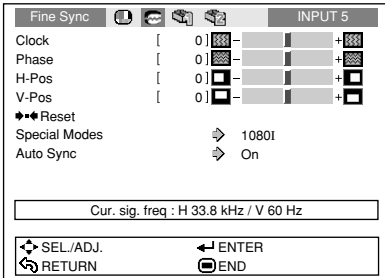 Fine Sync INPUT 5
Clock [ 0 ] - +
Phase [ 0 ] - +
H-Pos [ 0 ] - +
V-Pos [ 0 ] - +
Reset
Special Modes 1080I
Auto Sync On
Cur. sig. freq : H 33.8 kHz / V 60 Hz
SEL./ADJ. ENTER
RETURN END